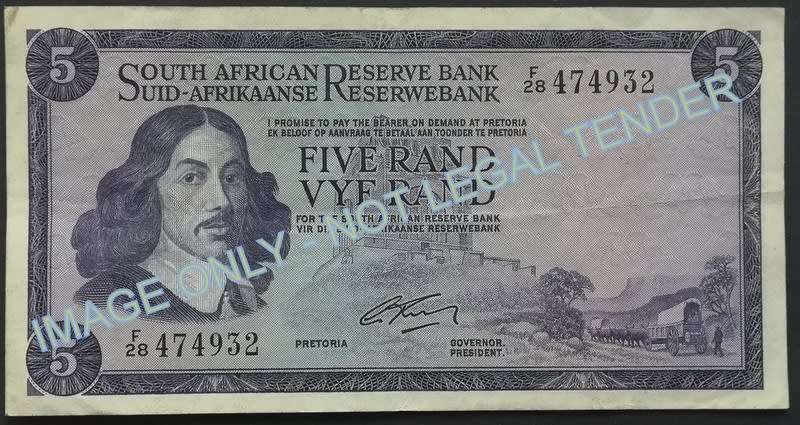 5
5
SOUTH AFRICAN RESERVE BANK
SUID-AFRIKAANSE RESERWEBANK
F/28 474932
I PROMISE TO PAY THE BEARER ON DEMAND AT PRETORIA
EK BELOOF OP AANVRAAG TE BETAAL AAN TOONDER TE PRETORIA
FIVE RAND
VYF RAND
FOR THE SOUTH AFRICAN RESERVE BANK
VIR DIE SUID-AFRIKAANSE RESERWEBANK
IMAGE ONLY - NOT LEGAL TENDER
F/28 474932
PRETORIA
GOVERNOR.
PRESIDENT.
5